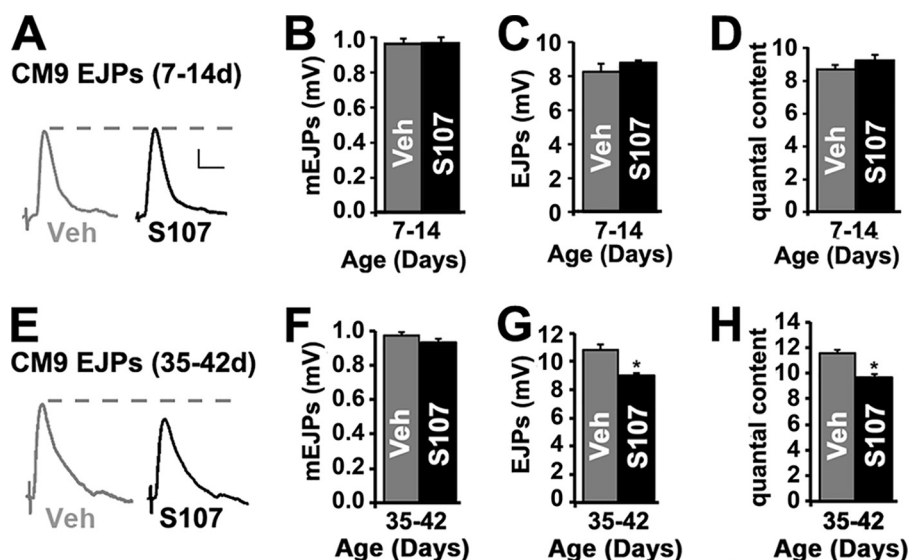 A
CM9 EJPs (7-14d)
Veh
S107
B
mEJPs (mV)
1.0
0.8
0.6
0.4
0.2
0.0
Veh
S107
7-14
Age (Days)
C
EJPs (mV)
10
8
6
4
2
0
Veh
S107
7-14
Age (Days)
D
quantal content
10
8
6
4
2
0
Veh
S107
7-14
Age (Days)
E
CM9 EJPs (35-42d)
Veh
S107
F
mEJPs (mV)
1.0
0.8
0.6
0.4
0.2
0.0
Veh
S107
35-42
Age (Days)
G
EJPs (mV)
12
10
8
6
4
2
0
Veh
*
S107
35-42
Age (Days)
H
quantal content
14
12
10
8
6
4
2
0
Veh
*
S107
35-42
Age (Days)